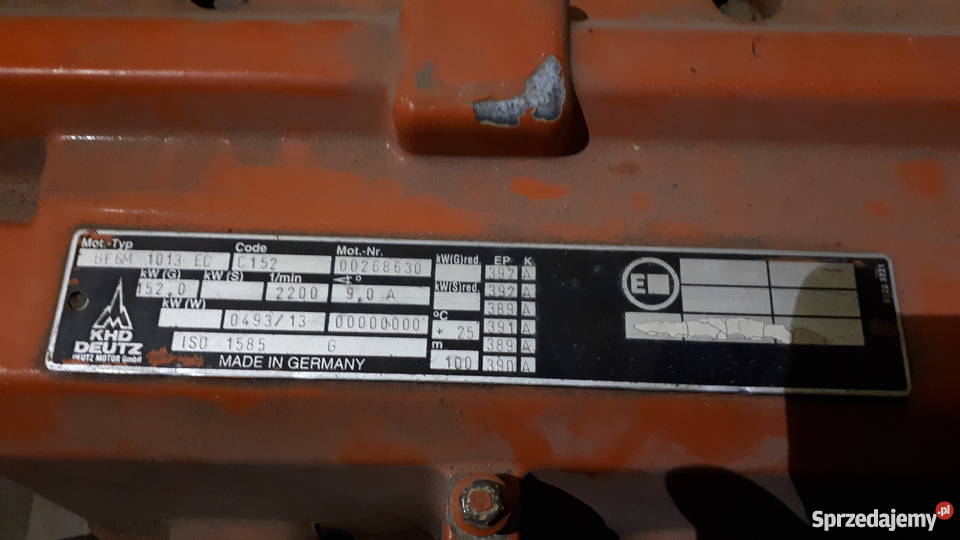 Mot.-Typ Code Mot.-Nr. kW(G)red. EP K
BF6M 1013 EC C152 00268630 392 A
kW (G) kW (S) 1/min kW(S)red. 392 A
152,0 2200 9,0 A 389 A
kW (W) °C 391 A
0493/13 00000000 + 25 m 389 A
ISO 1585 G 100 390 A
KHD
DEUTZ
DEUTZ MOTOR GmbH
MADE IN GERMANY
E
Sprzedajemy.pl